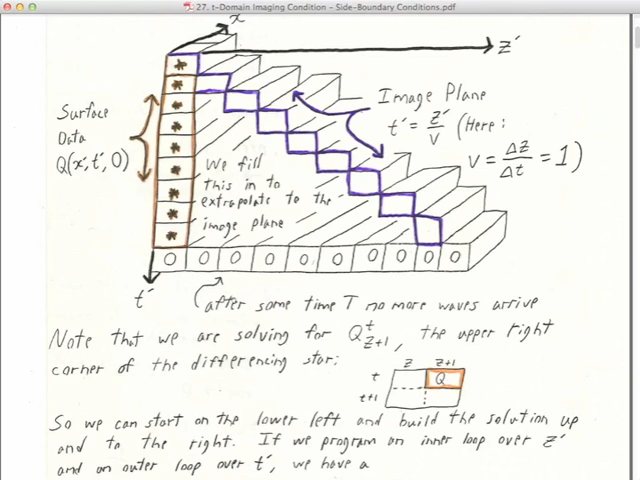 27. t-Domain Imaging Condition – Side-Boundary Conditions.pdf
x
z'
Surface
Data
Q(x', t', 0)
Image Plane
t' = z'/v (Here:
v = Δz/Δt = 1)
We fill
this in to
extrapolate to the
image plane
0 0 0 0 0 0 0 0 0 0
t'
after some time T no more waves arrive
Note that we are solving for Q^t_{z+1}, the upper right
corner of the differencing star:
z z+1
t Q
t+1
So we can start on the lower left and build the solution up
and to the right. If we program an inner loop over z'
and an outer loop over t', we have a